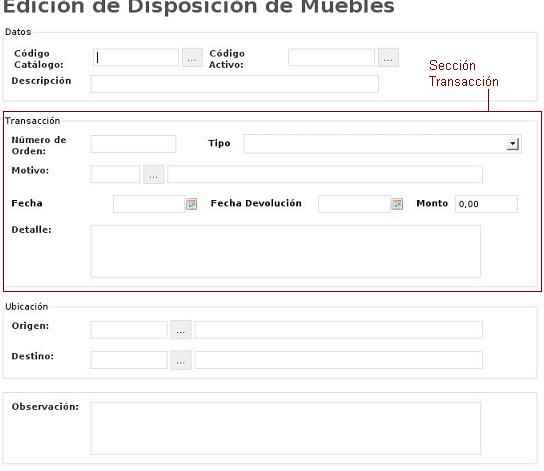 Edición de Disposición de Muebles
Datos
Código Catálogo: ... Código Activo: ...
Descripción
Sección Transacción
Transacción
Número de Orden: Tipo
Motivo: ...
Fecha Fecha Devolución Monto 0,00
Detalle:
Ubicación
Origen: ...
Destino: ...
Observación: